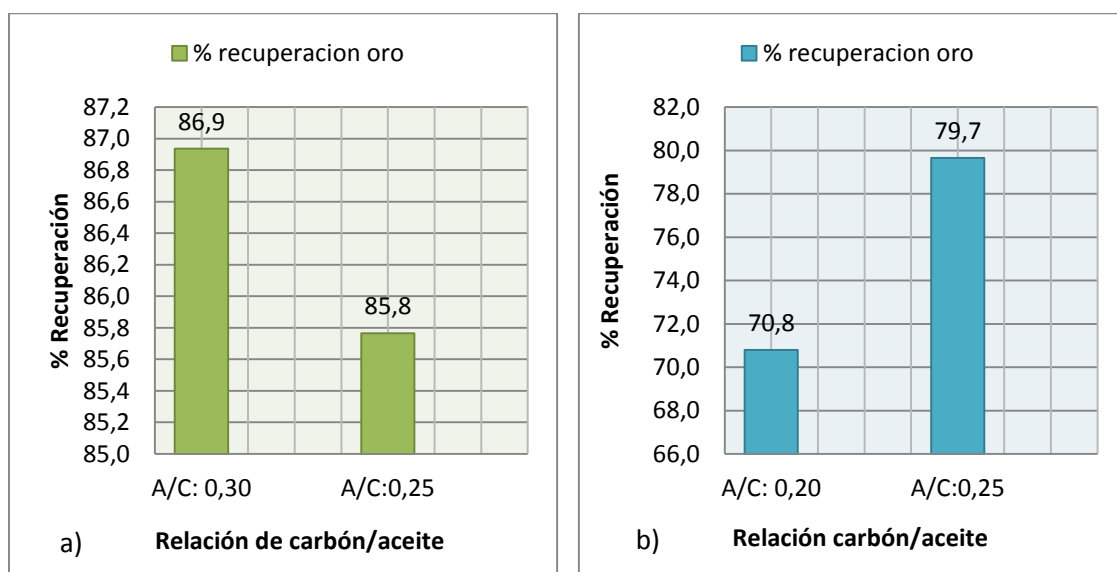 % recuperacion oro
87,2
87,0
86,8
86,6
86,4
86,2
86,0
85,8
85,6
85,4
85,2
85,0
% Recuperación
86,9
85,8
A/C: 0,30
A/C:0,25
a)
Relación de carbón/aceite
% recuperacion oro
82,0
80,0
78,0
76,0
74,0
72,0
70,0
68,0
66,0
% Recuperación
70,8
79,7
A/C: 0,20
A/C:0,25
b)
Relación carbón/aceite